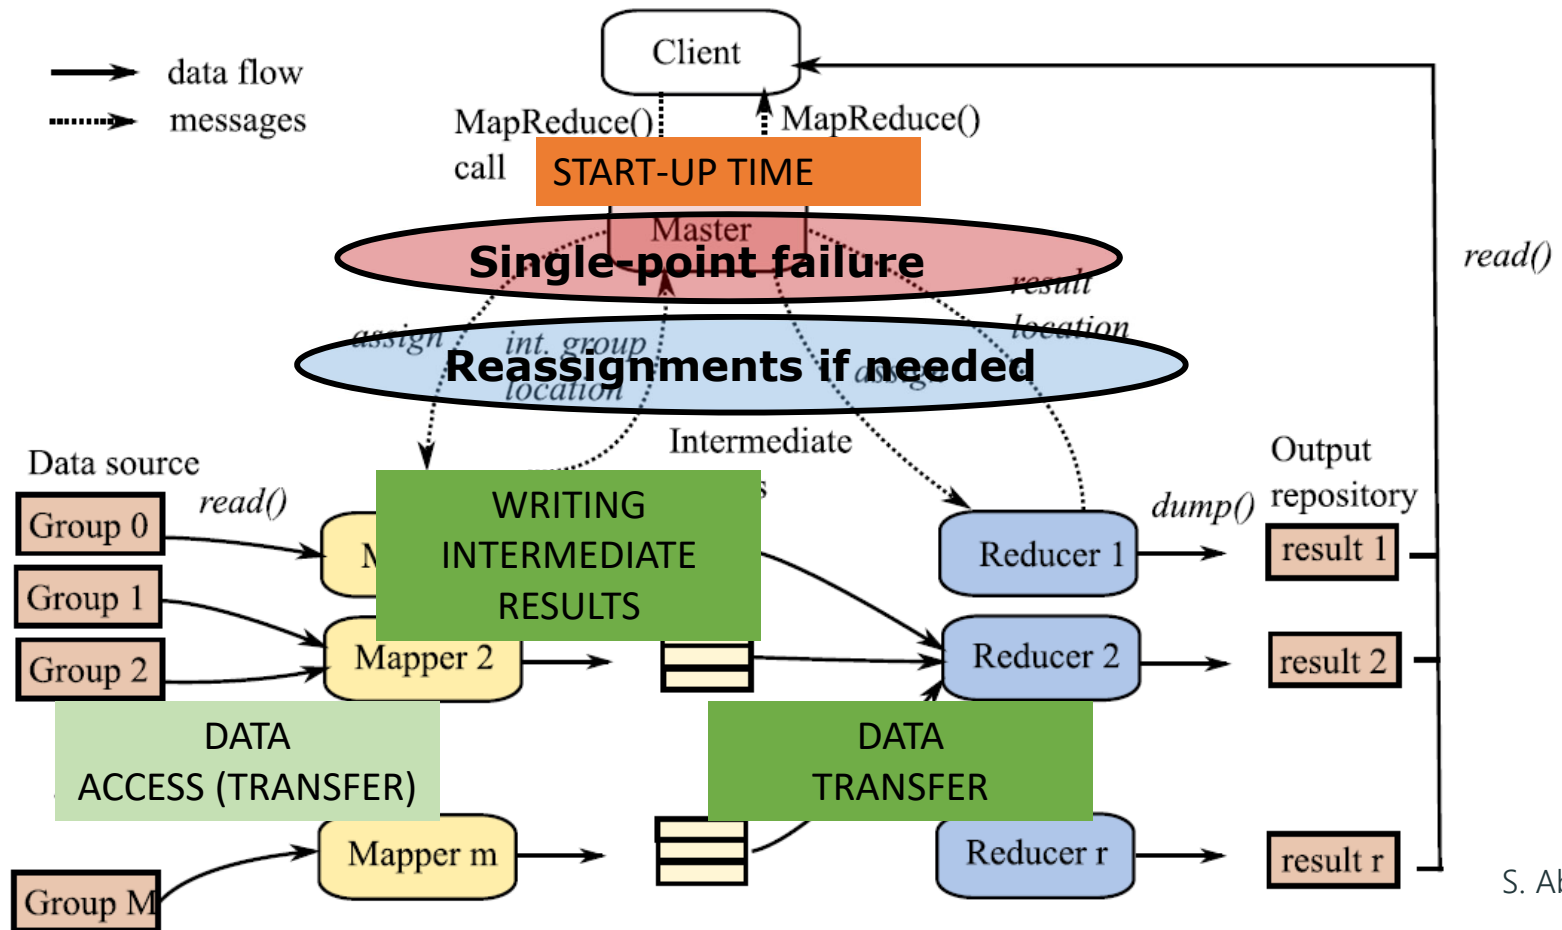 Client
data flow
messages
MapReduce()
call
MapReduce()
START-UP TIME
Master
Single-point failure
read()
result
location
assign
int. group
location
assign
Reassignments if needed
Data source
read()
Intermediate
Output
repository
dump()
Group 0
Group 1
Group 2
Group M
WRITING
INTERMEDIATE
RESULTS
Mapper 2
Mapper m
Reducer 1
Reducer 2
Reducer r
result 1
result 2
result r
DATA
ACCESS (TRANSFER)
DATA
TRANSFER
S.